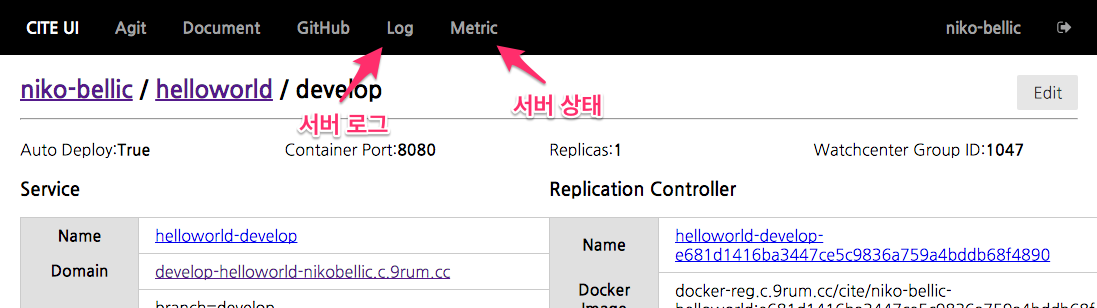 CITE UI Agit Document GitHub Log Metric niko-bellic
niko-bellic / helloworld / develop
Edit
서버 로그
서버 상태
Auto Deploy:True Container Port:8080 Replicas:1 Watchcenter Group ID:1047
Service
Name helloworld-develop
Domain develop-helloworld-nikobellic.c.9rum.cc
branch=develop
Replication Controller
Name helloworld-develop-
e681d1416ba3447ce5c9836a759a4bddb68f4890
Docker docker-reg.c.9rum.cc/cite/niko-bellic-
Image helloworld:e681d1416ba3447ce5c9836a759a4bddb68f4890